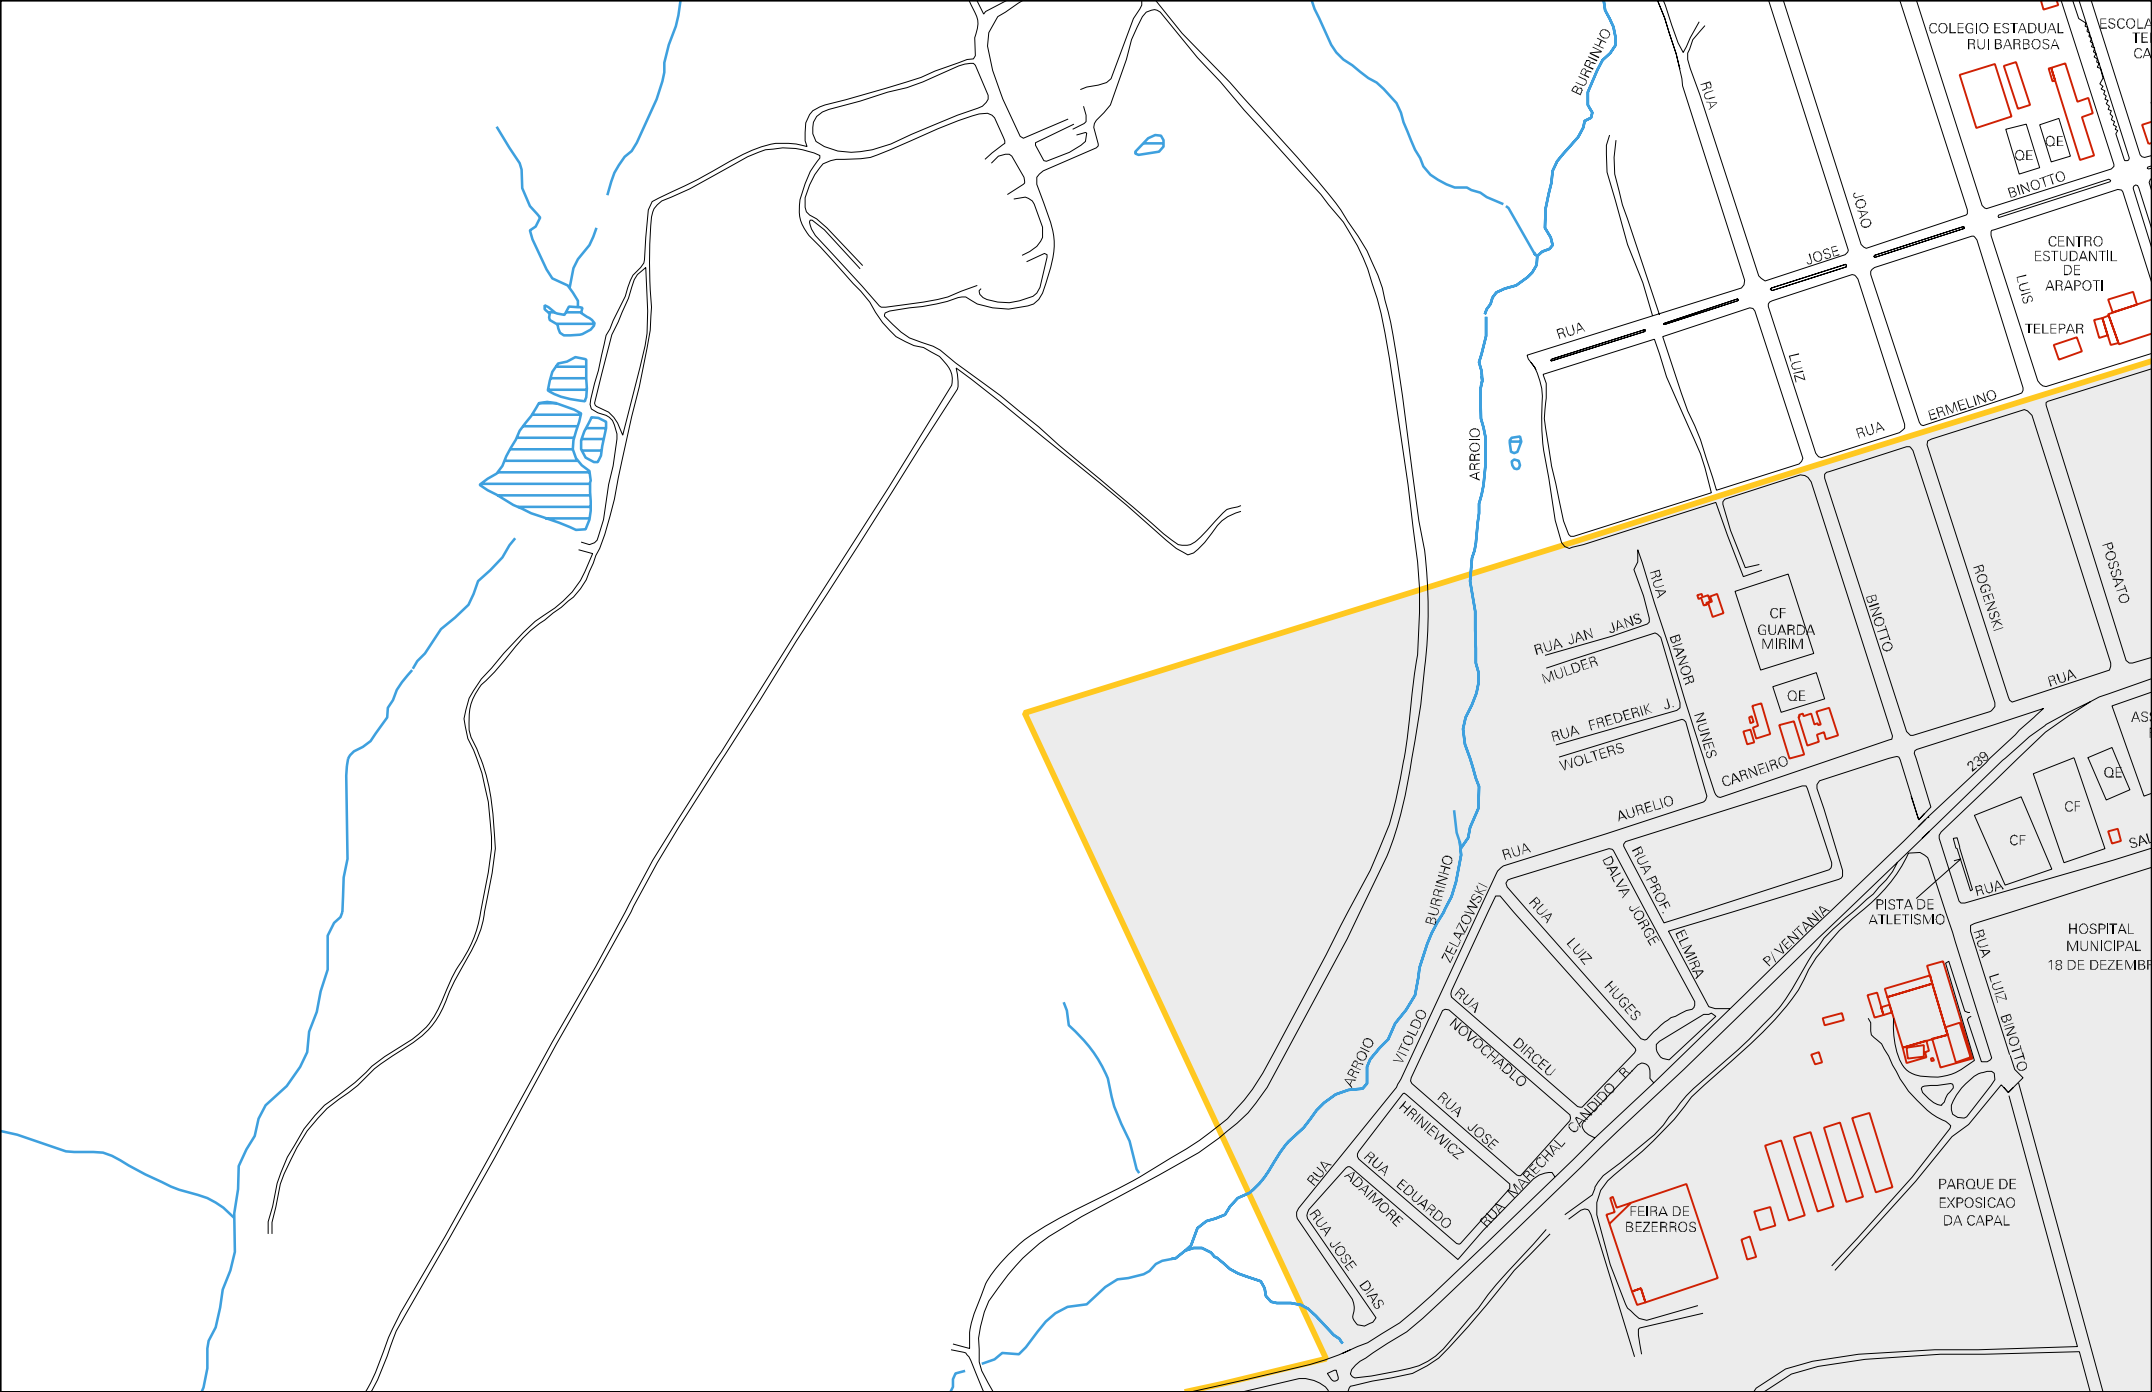 COLEGIO ESTADUAL
RUI BARBOSA
ESCOLA
BURRINHO
RUA
QE
QE
BINOTTO
JOAO
JOSE
CENTRO
ESTUDANTIL
DE
ARAPOTI
LUIS
TELEPAR
RUA
LUIZ
ERMELINO
RUA
ARROIO
POSSATO
ROGENSKI
BINOTTO
RUA
CF
GUARDA
MIRIM
RUA JAN JANS
MULDER
BIANOR
RUA
QE
RUA FREDERIK J.
WOLTERS
NUNES
CARNEIRO
239
QE
CF
CF
AURELIO
RUA
RUA PROF.
DALVA JORGE
ELMIRA
RUA
PISTA DE
ATLETISMO
P/ VENTANIA
HOSPITAL
MUNICIPAL
18 DE DEZEMBR
BURRINHO
ZELAZOWSKI
RUA LUIZ HUGES
RUA LUIZ BINOTTO
RUA DIRCEU
NOVOCHADLO
VITOLDO
ARROIO
RUA JOSE
HRINIEWICZ
RUA MARECHAL CANDIDO R
RUA
RUA EDUARDO
ADAIMORE
RUA JOSE DIAS
FEIRA DE
BEZERROS
PARQUE DE
EXPOSICAO
DA CAPAL